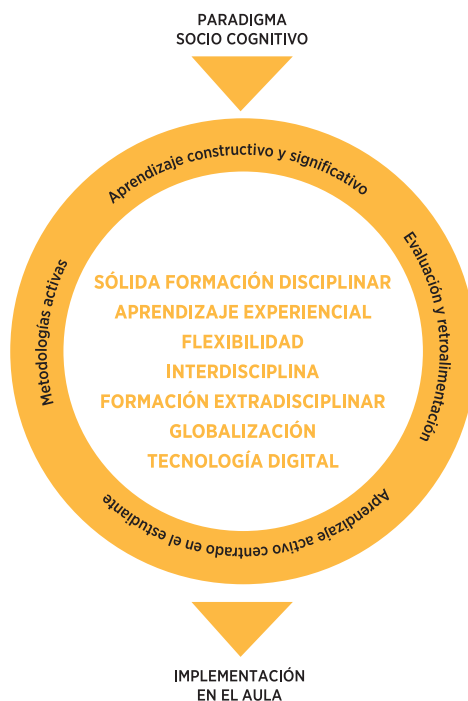 PARADIGMA
SOCIO COGNITIVO
Aprendizaje constructivo y significativo
Metodologías activas
Evaluación y retroalimentación
SÓLIDA FORMACIÓN DISCIPLINAR
APRENDIZAJE EXPERIENCIAL
FLEXIBILIDAD
INTERDISCIPLINA
FORMACIÓN EXTRADISCIPLINAR
GLOBALIZACIÓN
TECNOLOGÍA DIGITAL
Aprendizaje activo centrado en el estudiante
IMPLEMENTACIÓN
EN EL AULA